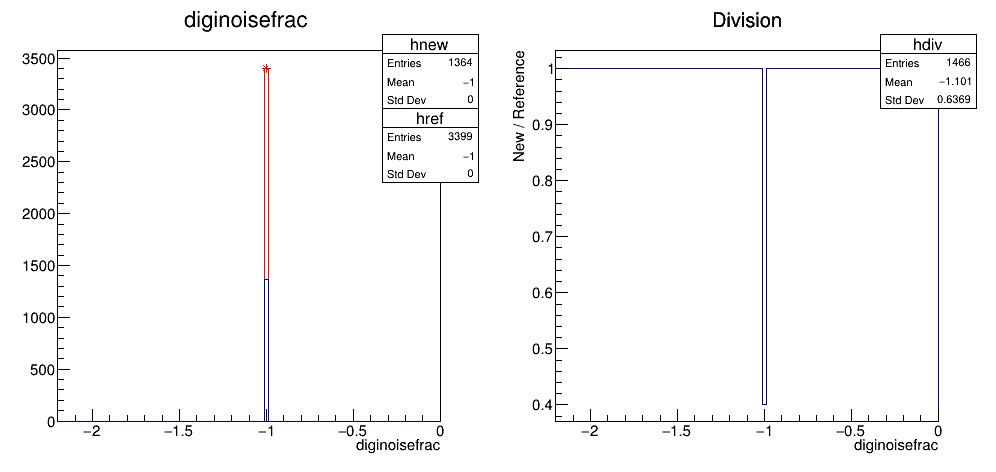 diginoisefrac
hnew
Entries 1364
Mean −1
Std Dev 0
href
Entries 3399
Mean −1
Std Dev 0
3500
3000
2500
2000
1500
1000
500
0
−2 −1.5 −1 −0.5 0
diginoisefrac
Division
hdiv
Entries 1466
Mean −1.101
Std Dev 0.6369
New / Reference
1
0.9
0.8
0.7
0.6
0.5
0.4
−2 −1.5 −1 −0.5 0
diginoisefrac